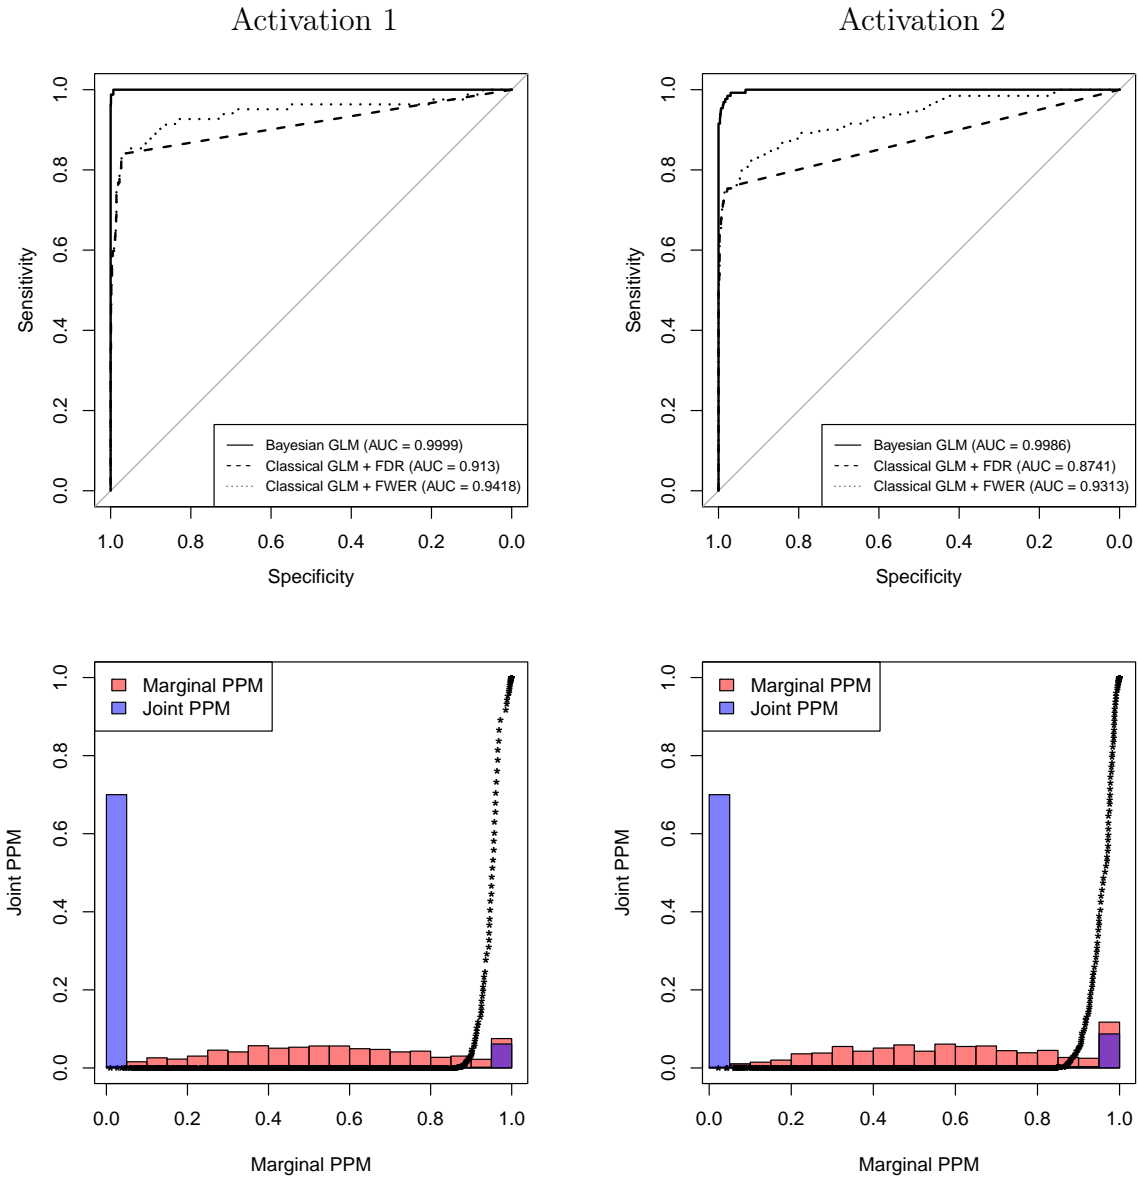 Activation 1
Activation 2
Sensitivity
1.0
0.8
0.6
0.4
0.2
0.0
Bayesian GLM (AUC = 0.9999)
Classical GLM + FDR (AUC = 0.913)
Classical GLM + FWER (AUC = 0.9418)
1.0 0.8 0.6 0.4 0.2 0.0
Specificity
Sensitivity
1.0
0.8
0.6
0.4
0.2
0.0
Bayesian GLM (AUC = 0.9986)
Classical GLM + FDR (AUC = 0.8741)
Classical GLM + FWER (AUC = 0.9313)
1.0 0.8 0.6 0.4 0.2 0.0
Specificity
Joint PPM
1.0
0.8
0.6
0.4
0.2
0.0
Marginal PPM
Joint PPM
0.0 0.2 0.4 0.6 0.8 1.0
Marginal PPM
Joint PPM
1.0
0.8
0.6
0.4
0.2
0.0
Marginal PPM
Joint PPM
0.0 0.2 0.4 0.6 0.8 1.0
Marginal PPM